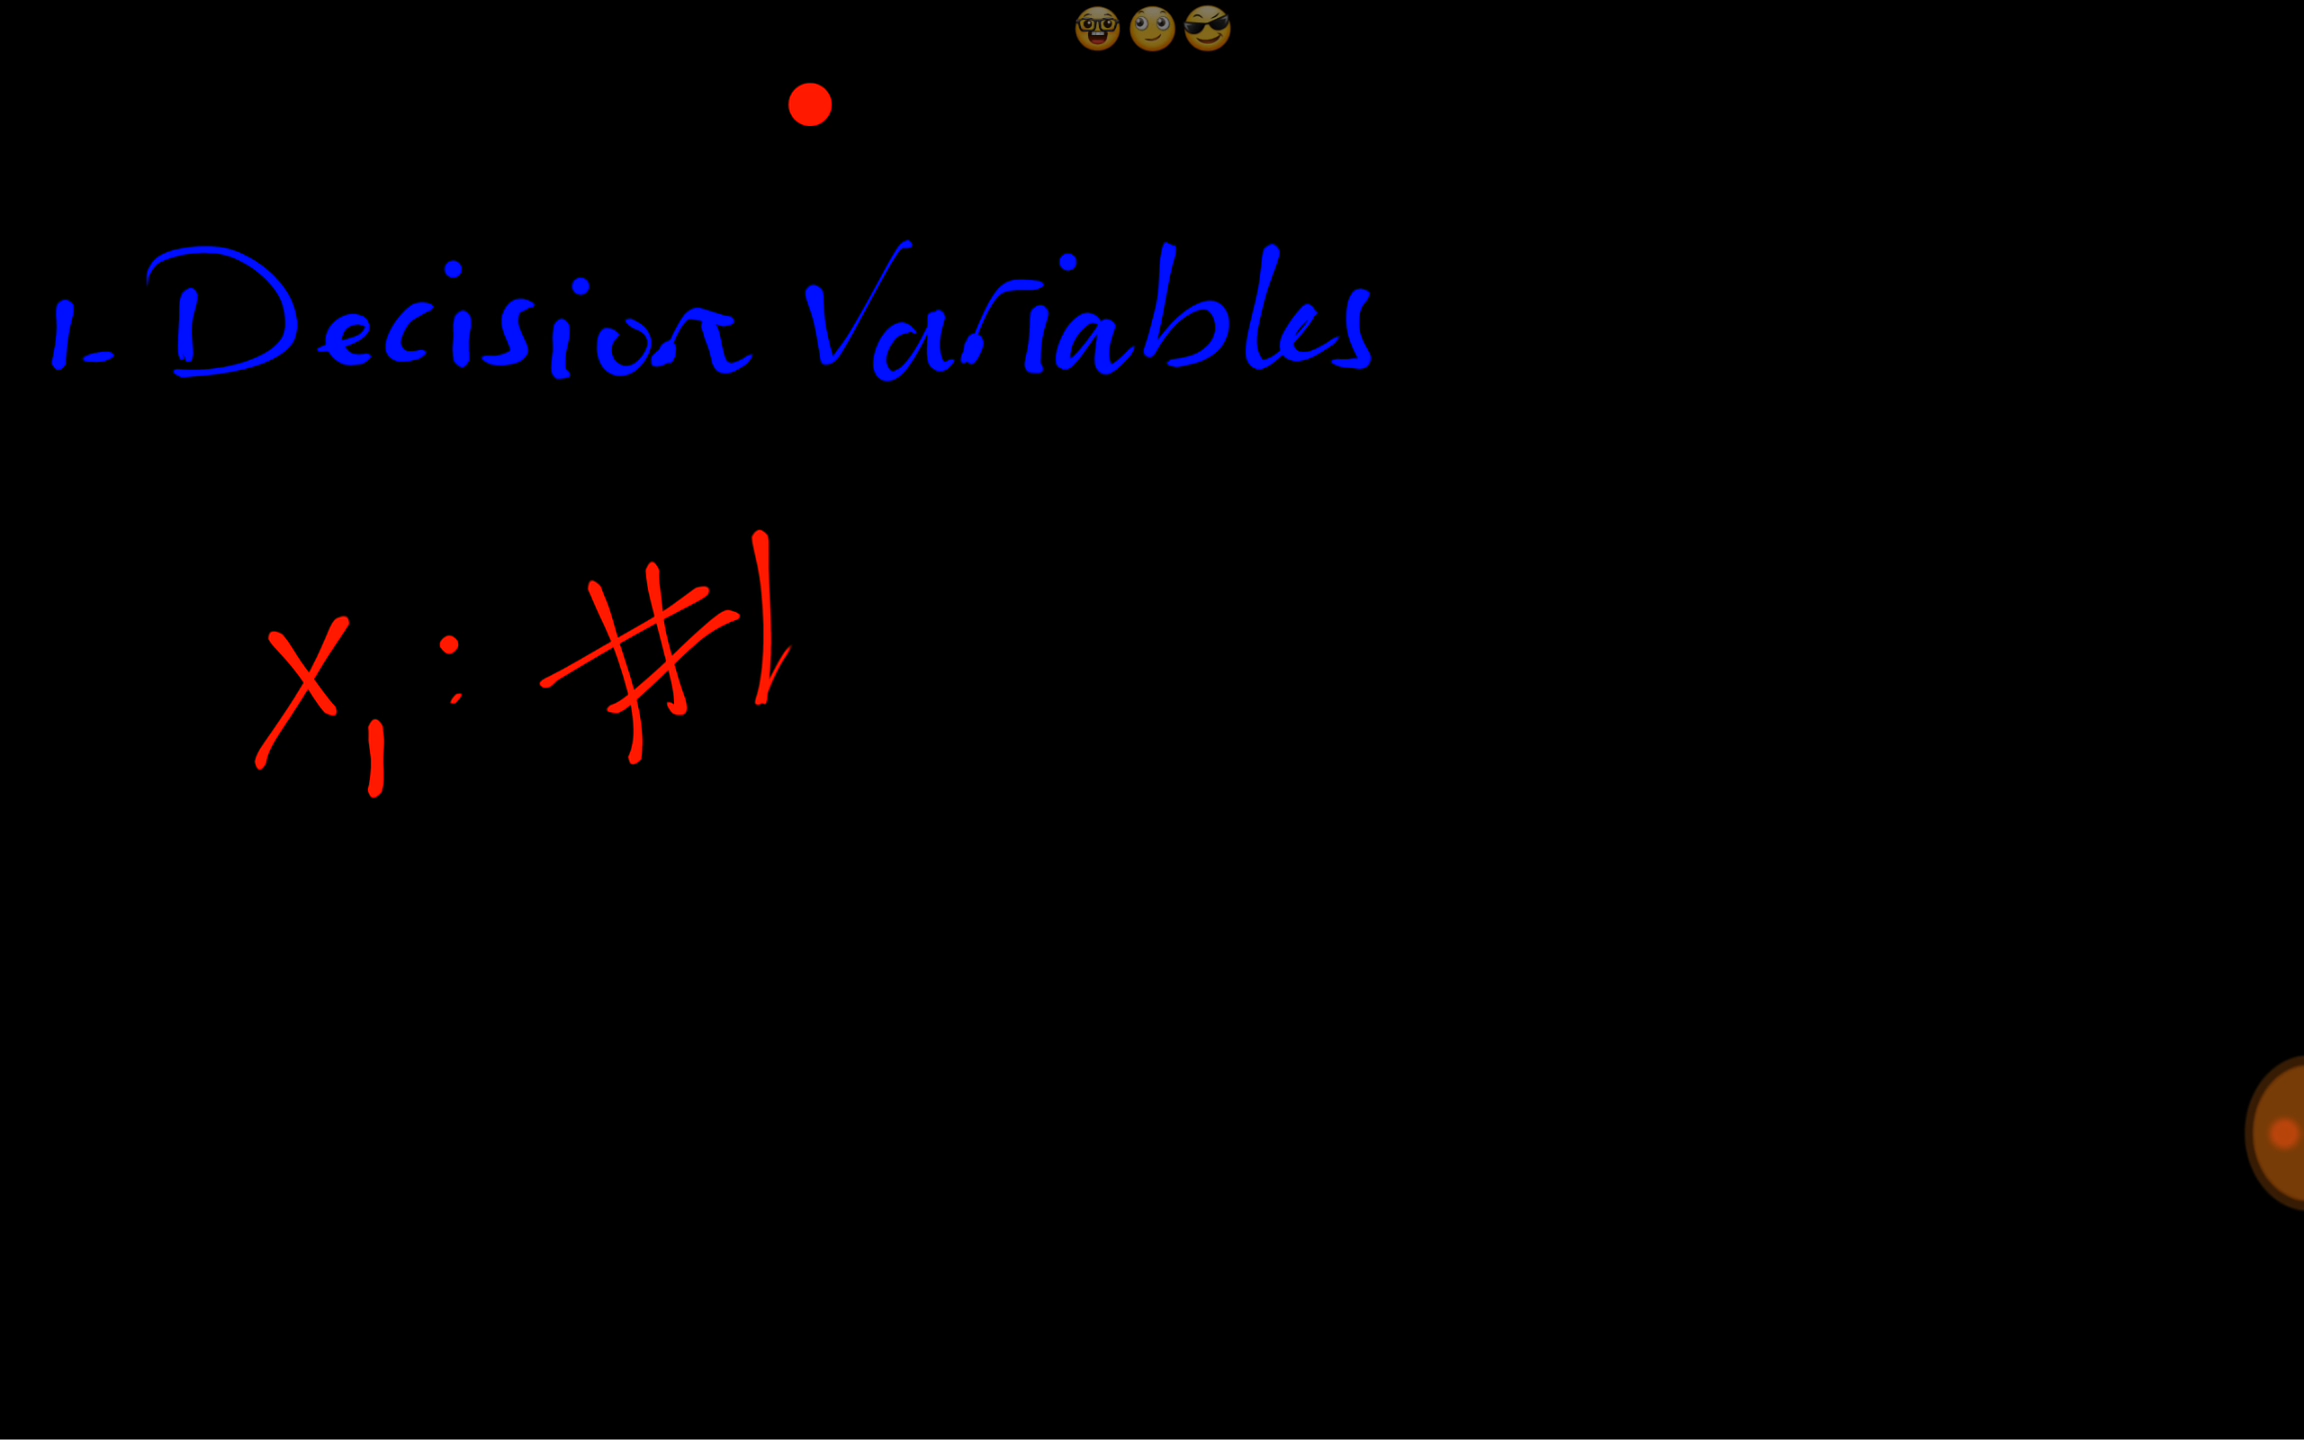 1. Decision Variables
x₁ : #